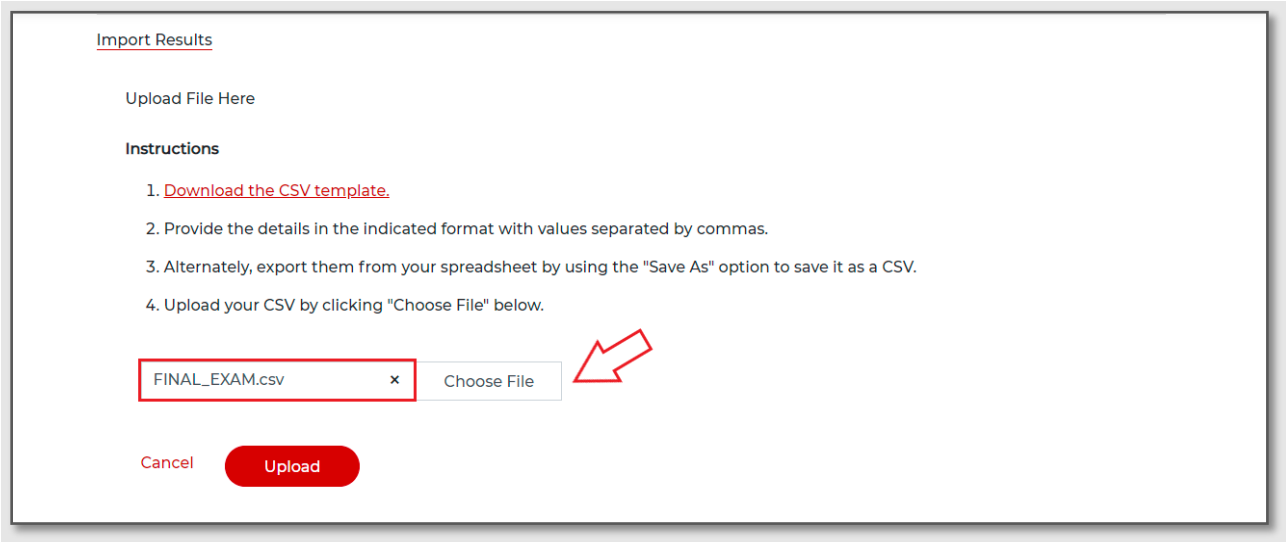 Import Results
Upload File Here
Instructions
1. Download the CSV template.
2. Provide the details in the indicated format with values separated by commas.
3. Alternately, export them from your spreadsheet by using the "Save As" option to save it as a CSV.
4. Upload your CSV by clicking "Choose File" below.
FINAL_EXAM.csv × Choose File
Cancel Upload